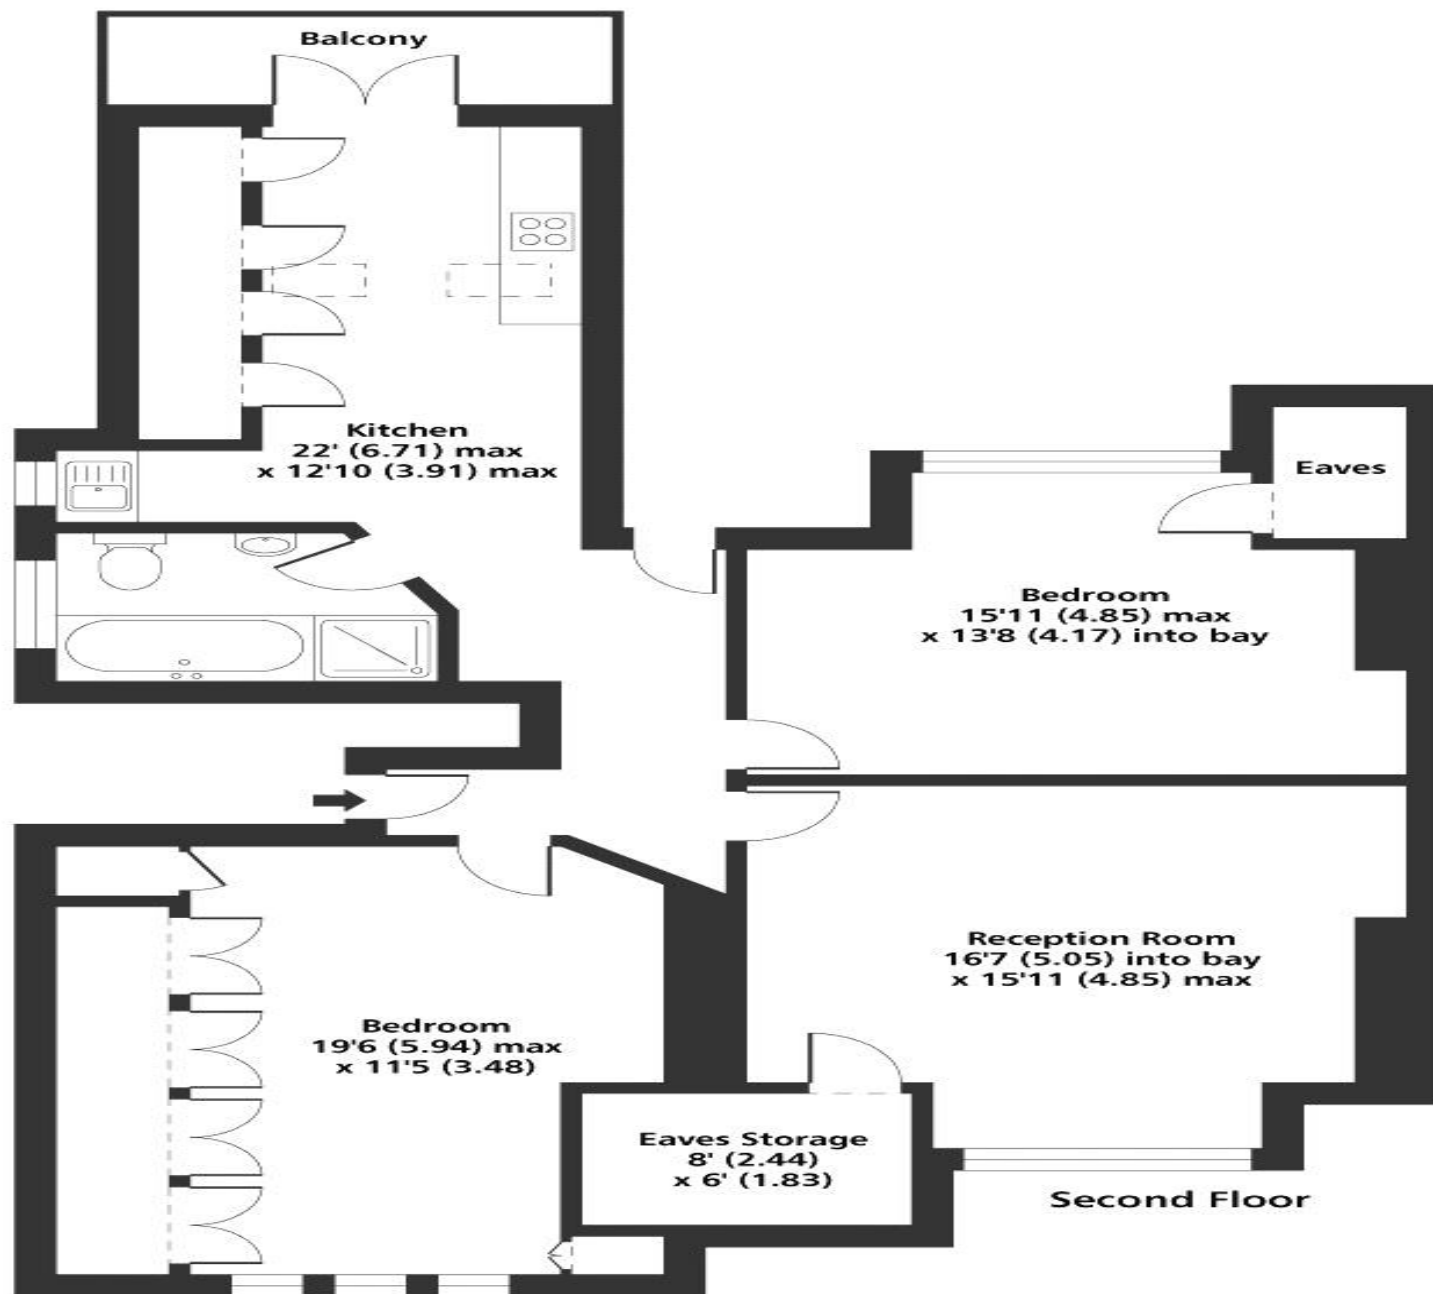 Balcony
Kitchen
22' (6.71) max
x 12'10 (3.91) max
Eaves
Bedroom
15'11 (4.85) max
x 13'8 (4.17) into bay
Reception Room
16'7 (5.05) into bay
x 15'11 (4.85) max
Bedroom
19'6 (5.94) max
x 11'5 (3.48)
Eaves Storage
8' (2.44)
x 6' (1.83)
Second Floor